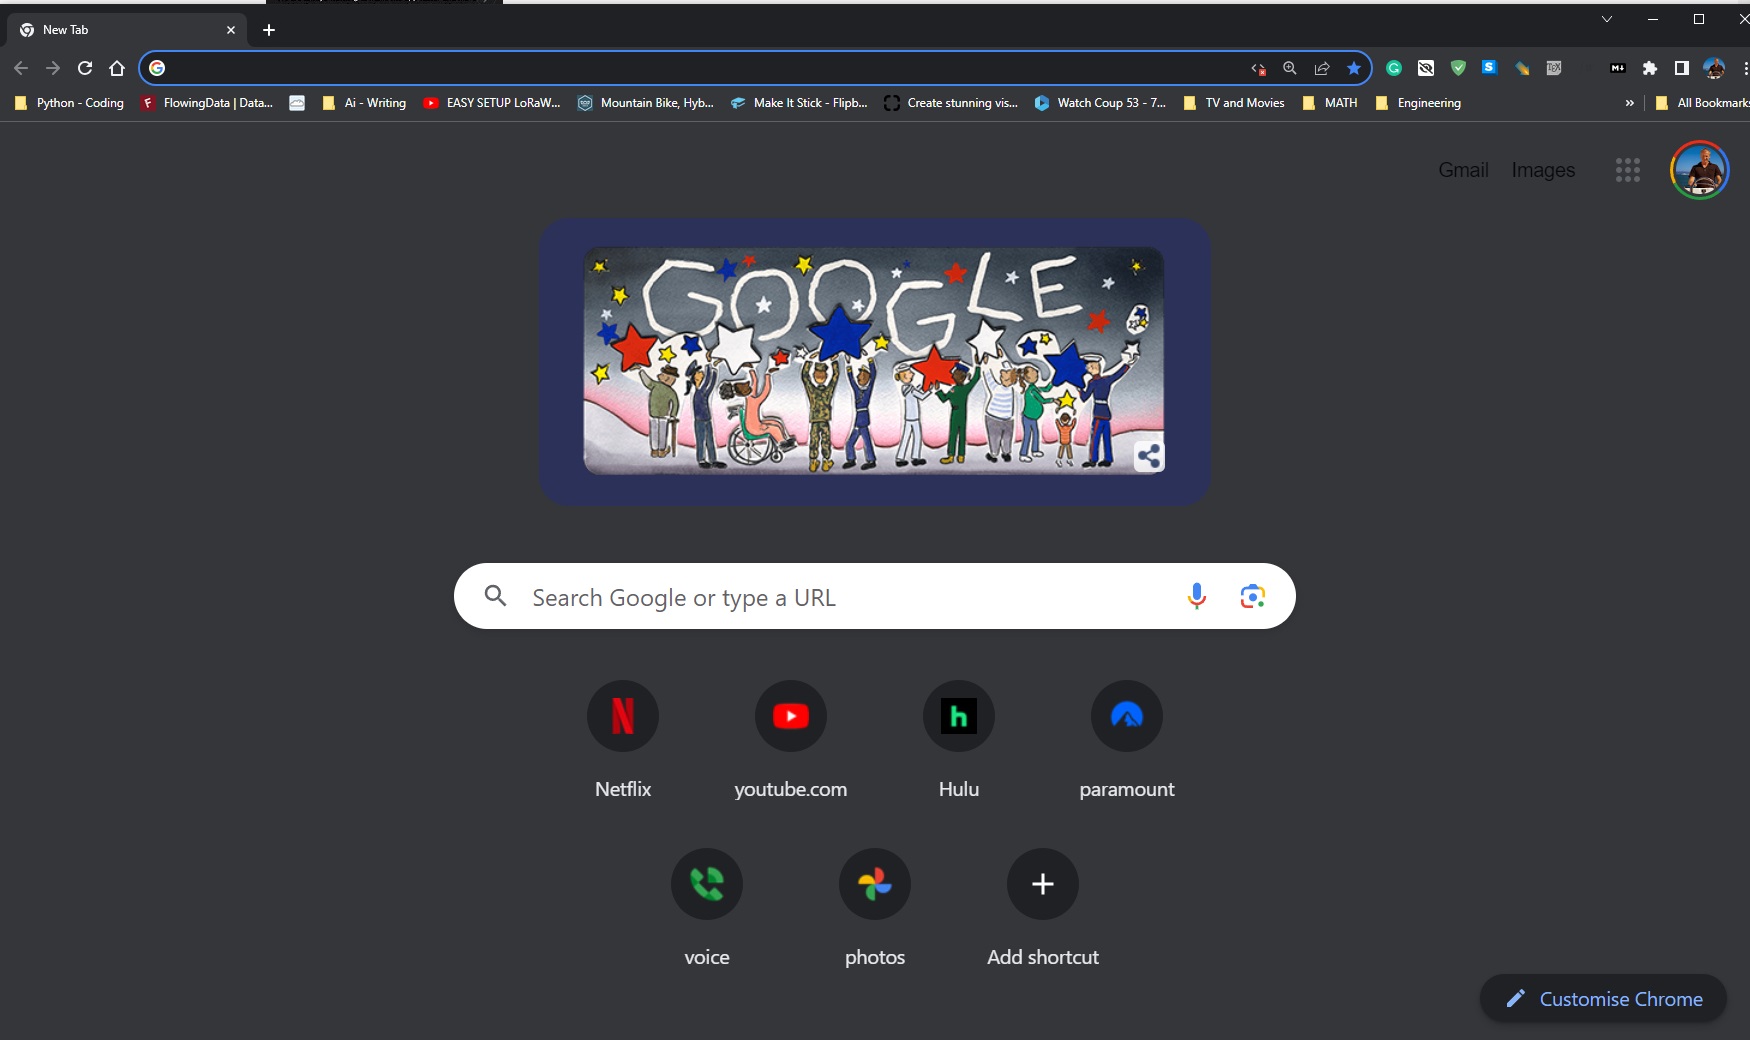 New Tab
Python - Coding
FlowingData | Data...
Ai - Writing
EASY SETUP LoRaW...
Mountain Bike, Hyb...
Make It Stick - Flipb...
Create stunning vis...
Watch Coup 53 - 7...
TV and Movies
MATH
Engineering
»
All Bookmarks
Gmail
Images
GOOGLE
Search Google or type a URL
Netflix
youtube.com
Hulu
paramount
voice
photos
Add shortcut
Customise Chrome